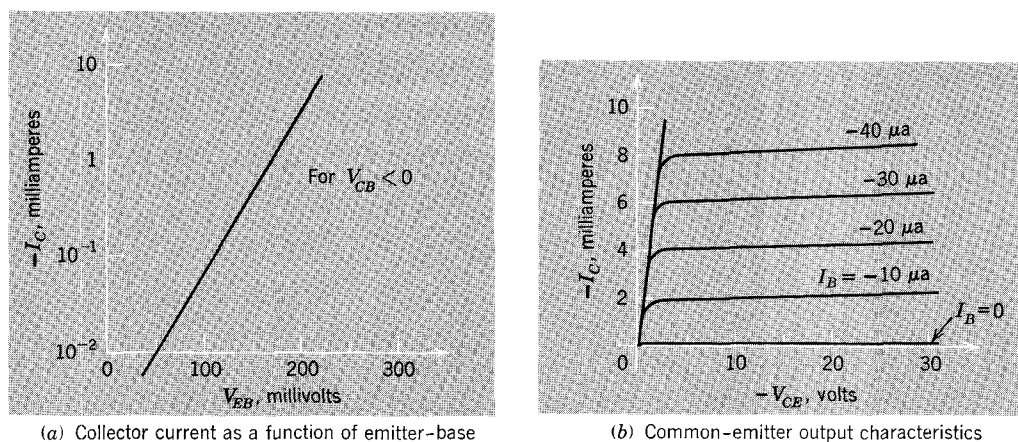 10
1
10⁻¹
10⁻²
-I_C, milliamperes
For V_CB < 0
0 100 200 300
V_EB, millivolts
(a) Collector current as a function of emitter-base
10
8
6
4
2
0
-I_C, milliamperes
-40 μa
-30 μa
-20 μa
I_B = -10 μa
I_B = 0
10 20 30
-V_CE, volts
(b) Common-emitter output characteristics